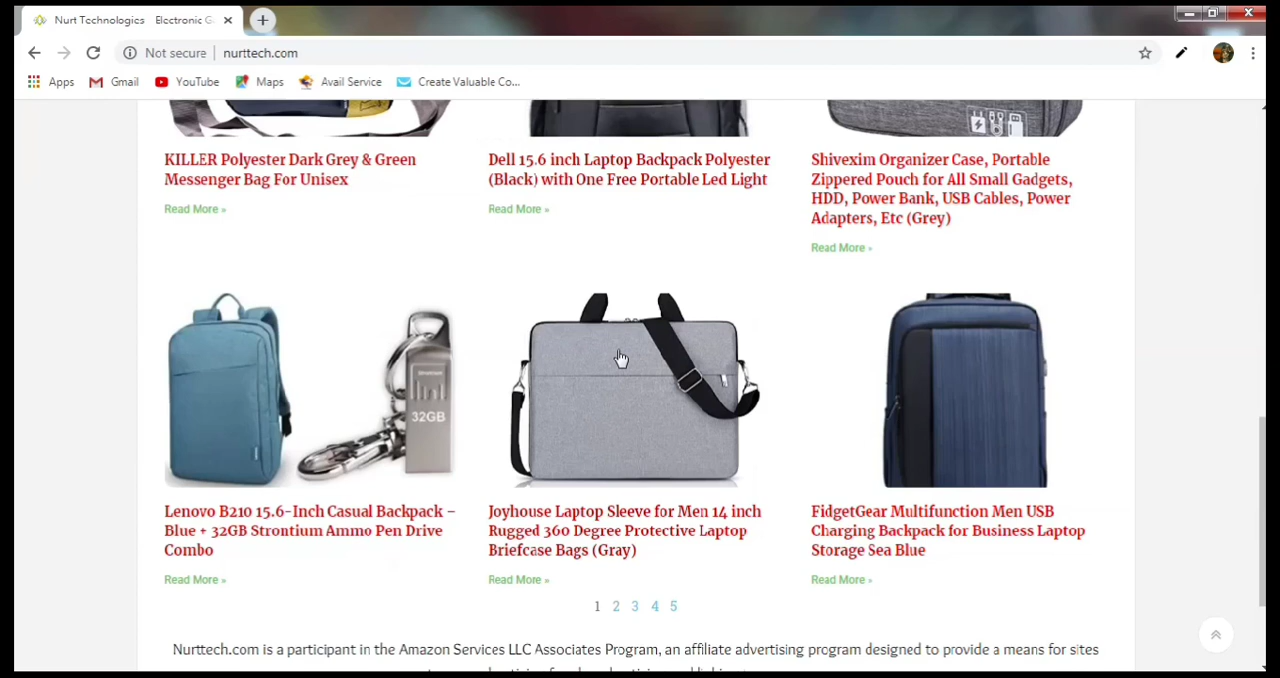 Nurt Technologies Electronic G
Not secure | nurttech.com
Apps Gmail YouTube Maps Avail Service Create Valuable Co...
KILLER Polyester Dark Grey & Green
Messenger Bag For Unisex
Read More »
Dell 15.6 inch Laptop Backpack Polyester
(Black) with One Free Portable Led Light
Read More »
Shivexim Organizer Case, Portable
Zippered Pouch for All Small Gadgets,
HDD, Power Bank, USB Cables, Power
Adapters, Etc (Grey)
Read More »
strontium
32GB
Lenovo B210 15.6-Inch Casual Backpack –
Blue + 32GB Strontium Ammo Pen Drive
Combo
Read More »
Joyhouse Laptop Sleeve for Men 14 inch
Rugged 360 Degree Protective Laptop
Briefcase Bags (Gray)
Read More »
FidgetGear Multifunction Men USB
Charging Backpack for Business Laptop
Storage Sea Blue
Read More »
1 2 3 4 5
Nurttech.com is a participant in the Amazon Services LLC Associates Program, an affiliate advertising program designed to provide a means for sites